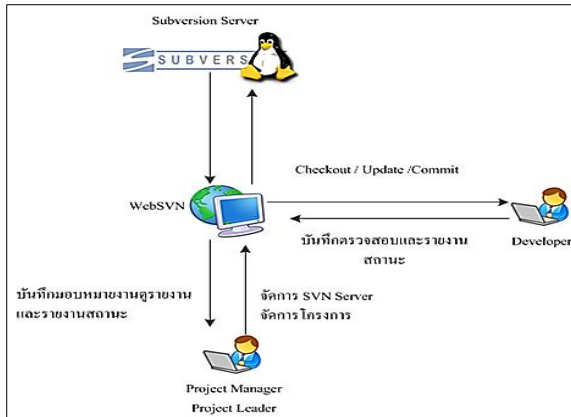 Subversion Server
SUBVERS
Checkout / Update /Commit
WebSVN
Developer
บันทึกตรวจสอบและรายงาน
สถานะ
บันทึกมอบหมายงานดูรายงาน
และรายงานสถานะ
จัดการ SVN Server
จัดการโครงการ
Project Manager
Project Leader